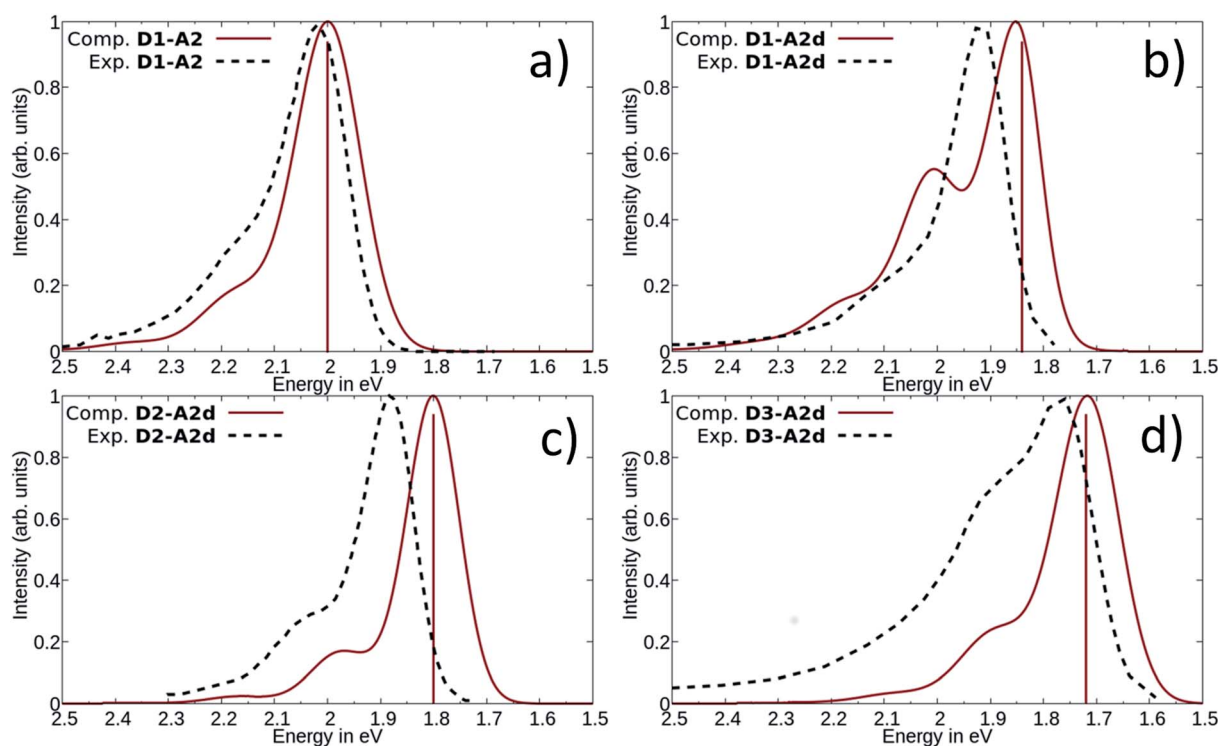 Comp. D1-A2
Exp. D1-A2
a)
Intensity (arb. units)
1
0.8
0.6
0.4
0.2
0
2.5 2.4 2.3 2.2 2.1 2 1.9 1.8 1.7 1.6 1.5
Energy in eV
Comp. D1-A2d
Exp. D1-A2d
b)
Intensity (arb. units)
1
0.8
0.6
0.4
0.2
0
2.5 2.4 2.3 2.2 2.1 2 1.9 1.8 1.7 1.6 1.5
Energy in eV
Comp. D2-A2d
Exp. D2-A2d
c)
Intensity (arb. units)
1
0.8
0.6
0.4
0.2
0
2.5 2.4 2.3 2.2 2.1 2 1.9 1.8 1.7 1.6 1.5
Energy in eV
Comp. D3-A2d
Exp. D3-A2d
d)
Intensity (arb. units)
1
0.8
0.6
0.4
0.2
0
2.5 2.4 2.3 2.2 2.1 2 1.9 1.8 1.7 1.6 1.5
Energy in eV